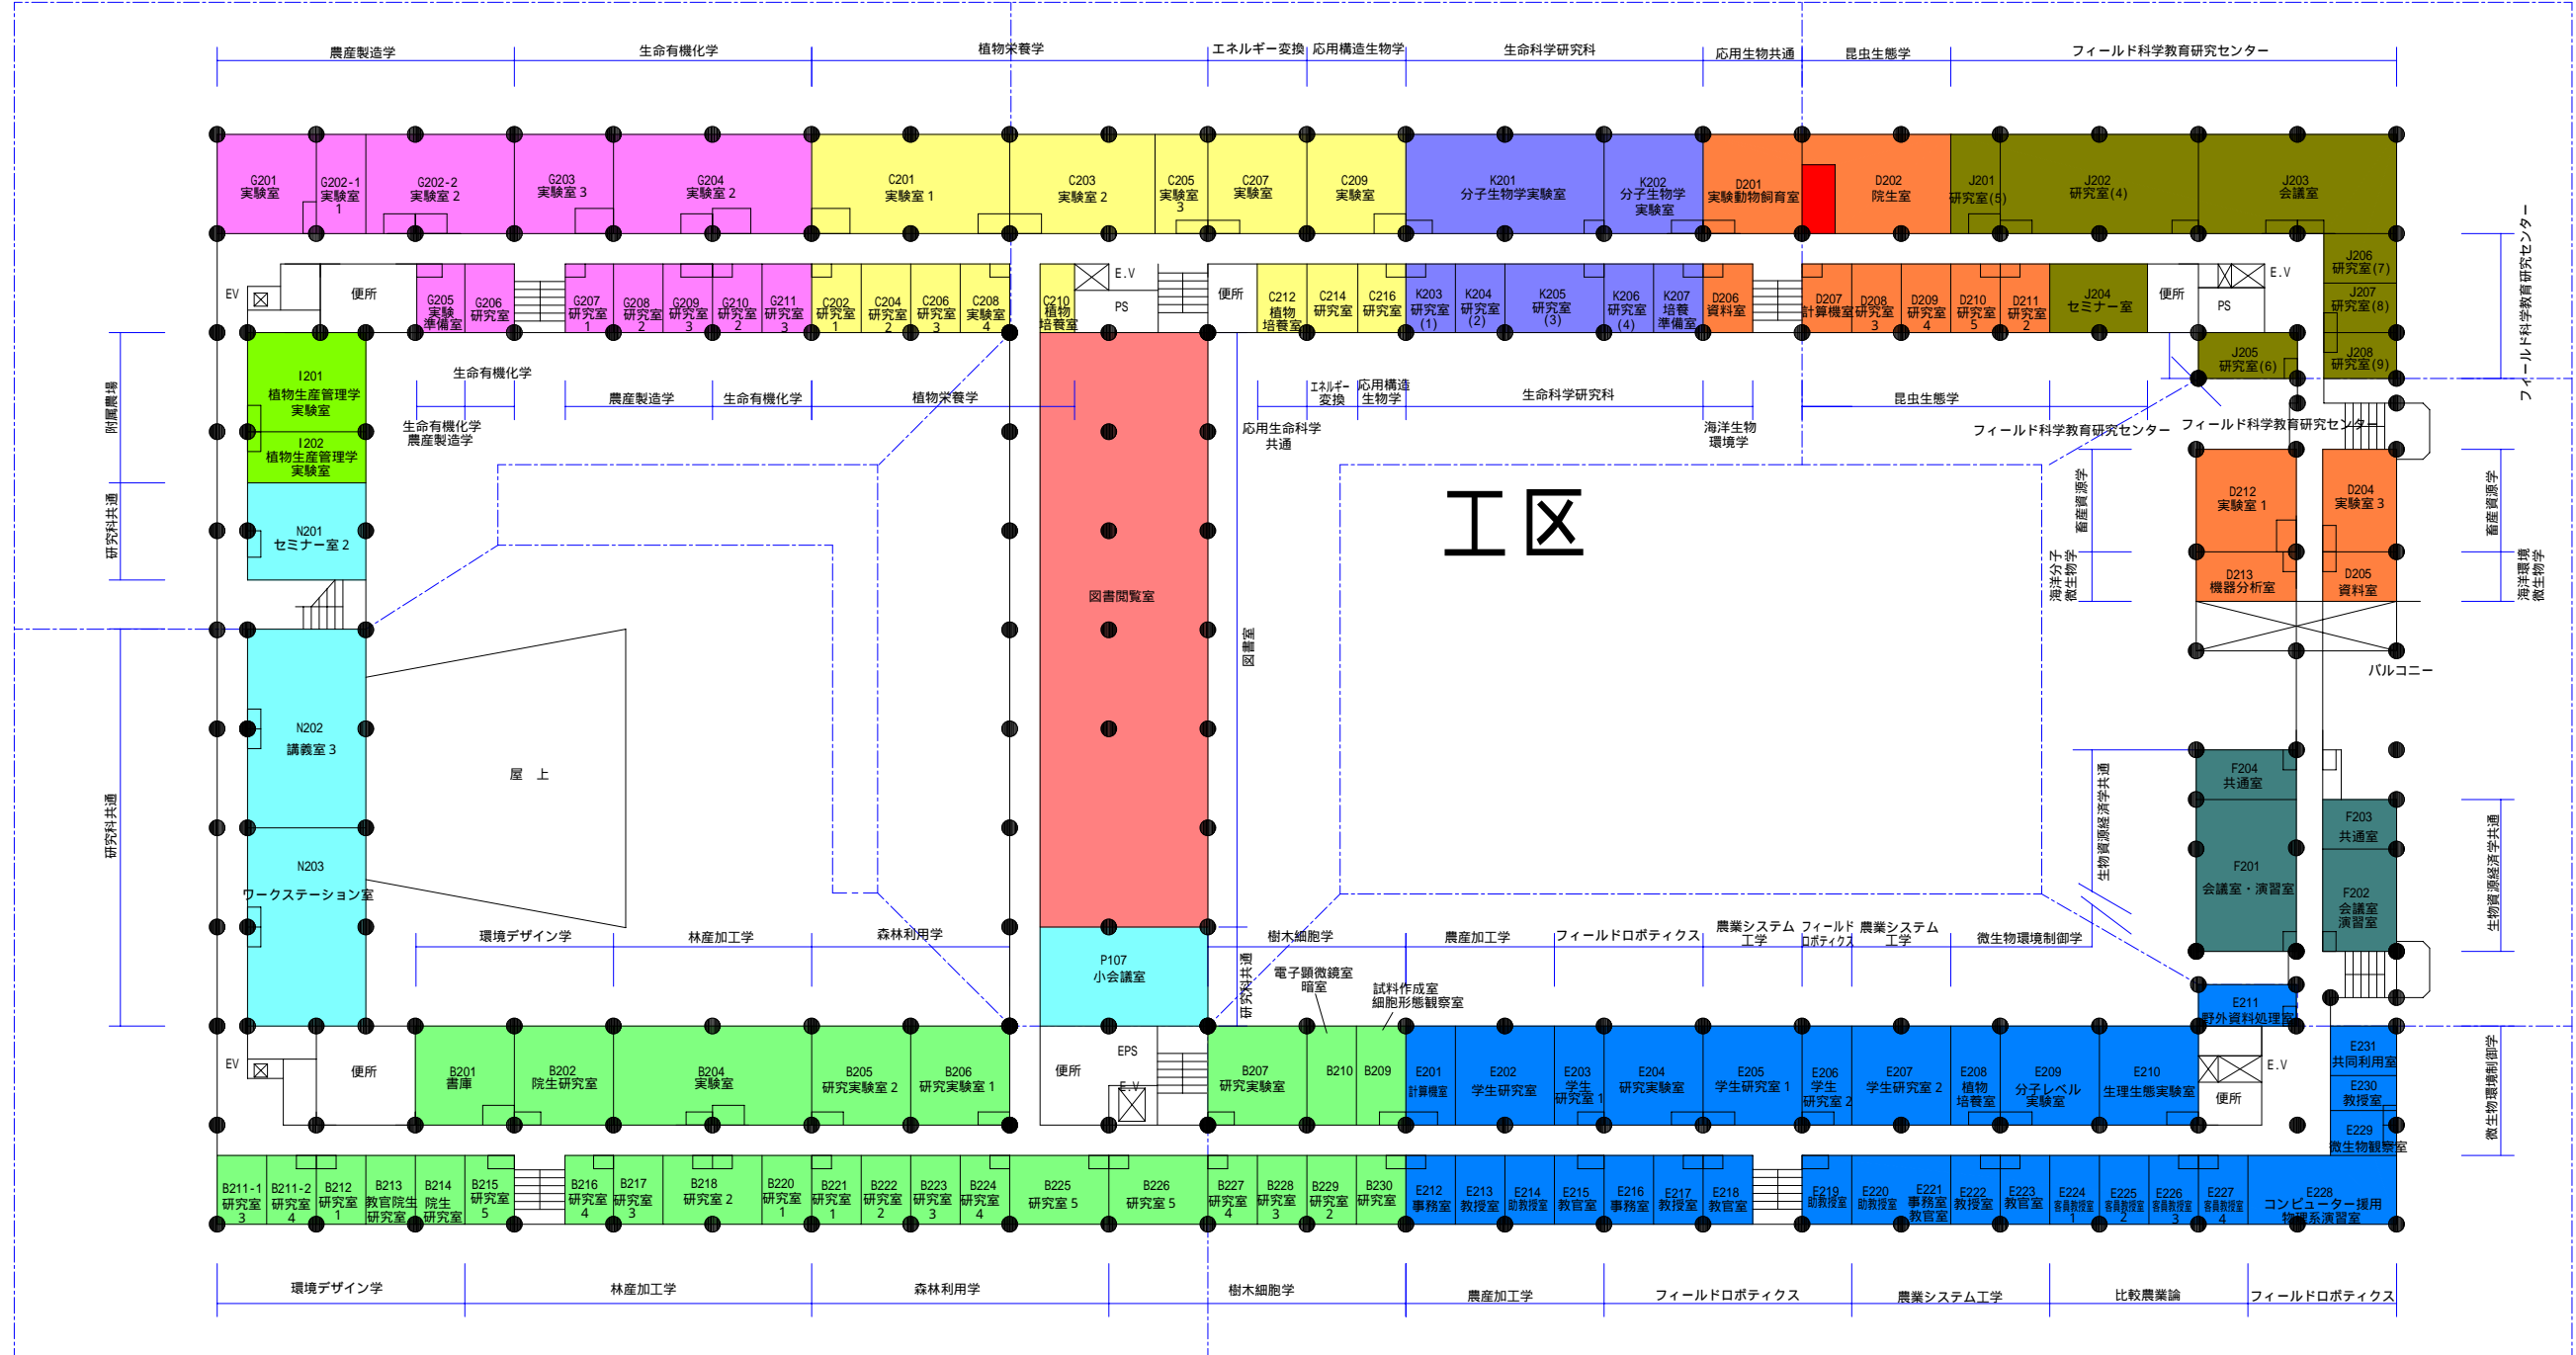 農産製造学
生命有機化学
植物栄養学
エネルギー変換
応用構造生物学
生命科学研究科
応用生物共通
昆虫生態学
フィールド科学教育研究センター
G201
実験室
G202-1
実験室
1
G202-2
実験室2
G203
実験室3
G204
実験室2
C201
実験室1
C203
実験室2
C205
実験室
3
C207
実験室
C209
実験室
K201
分子生物学実験室
K202
分子生物学
実験室
D201
実験動物飼育室
D202
院生室
J201
研究室(5)
J202
研究室(4)
J203
会議室
J206
研究室(7)
J207
研究室(8)
J208
研究室(9)
フィールド科学教育研究センター
EV
便所
G205
実験
準備室
G206
研究室
G207
研究室
1
G208
研究室
2
G209
研究室
3
G210
研究室
2
G211
研究室
3
C202
研究室
1
C204
研究室
2
C206
研究室
3
C208
実験室
4
C210
植物
培養室
E.V
PS
便所
C212
植物
培養室
C214
研究室
C216
研究室
K203
研究室
(1)
K204
研究室
(2)
K205
研究室
(3)
K206
研究室
(4)
K207
培養
準備室
D206
資料室
D207
計算機室
D208
研究室
3
D209
研究室
4
D210
研究室
5
D211
研究室
2
J204
セミナー室
便所
E.V
PS
J205
研究室(6)
生命有機化学
生命有機化学
農産製造学
農産製造学
生命有機化学
植物栄養学
応用生命科学
共通
エネルギー
変換
応用構造
生物学
生命科学研究科
海洋生物
環境学
昆虫生態学
フィールド科学教育研究センター
フィールド科学教育研究センター
附属農場
I201
植物生産管理学
実験室
I202
植物生産管理学
実験室
研究科共通
N201
セミナー室2
研究科共通
N202
講義室3
N203
ワークステーション室
屋 上
図書閲覧室
図書室
工区
畜産資源学
海洋分子
微生物学
D212
実験室1
D204
実験室3
D213
機器分析室
D205
資料室
畜産資源学
海洋環境
微生物学
バルコニー
生物資源経済学共通
F204
共通室
F203
共通室
F201
会議室・演習室
F202
会議室
演習室
生物資源経済学共通
環境デザイン学
林産加工学
森林利用学
P107
小会議室
研究科共通
樹木細胞学
電子顕微鏡室
暗室
試料作成室
細胞形態観察室
農産加工学
フィールドロボティクス
農業システム
工学
フィールド
ロボティクス
農業システム
工学
微生物環境制御学
E211
野外資料処理室
EV
便所
B201
書庫
B202
院生研究室
B204
実験室
B205
研究実験室2
B206
研究実験室1
便所
EPS
E.V
B207
研究実験室
B210
B209
E201
計算機室
E202
学生研究室
E203
学生
研究室1
E204
研究実験室
E205
学生研究室1
E206
学生
研究室2
E207
学生研究室2
E208
植物
培養室
E209
分子レベル
実験室
E210
生理生態実験室
E.V
便所
E231
共同利用室
E230
教授室
E229
微生物観察室
微生物環境制御学
B211-1
研究室
3
B211-2
研究室
4
B212
研究室
1
B213
教官院生
研究室
B214
院生
研究室
B215
研究室
5
B216
研究室
4
B217
研究室
3
B218
研究室2
B220
研究室
1
B221
研究室
1
B222
研究室
2
B223
研究室
3
B224
研究室
4
B225
研究室5
B226
研究室5
B227
研究室
4
B228
研究室
3
B229
研究室
2
B230
研究室
E212
事務室
E213
教授室
E214
助教授室
E215
教官室
E216
事務室
E217
教授室
E218
教官室
E219
助教授室
E220
助教授室
E221
事務室
教官室
E222
教授室
E223
教官室
E224
客員教授室
1
E225
客員教授室
2
E226
客員教授室
3
E227
客員教授室
4
E228
コンピューター援用
物理系演習室
環境デザイン学
林産加工学
森林利用学
樹木細胞学
農産加工学
フィールドロボティクス
農業システム工学
比較農業論
フィールドロボティクス